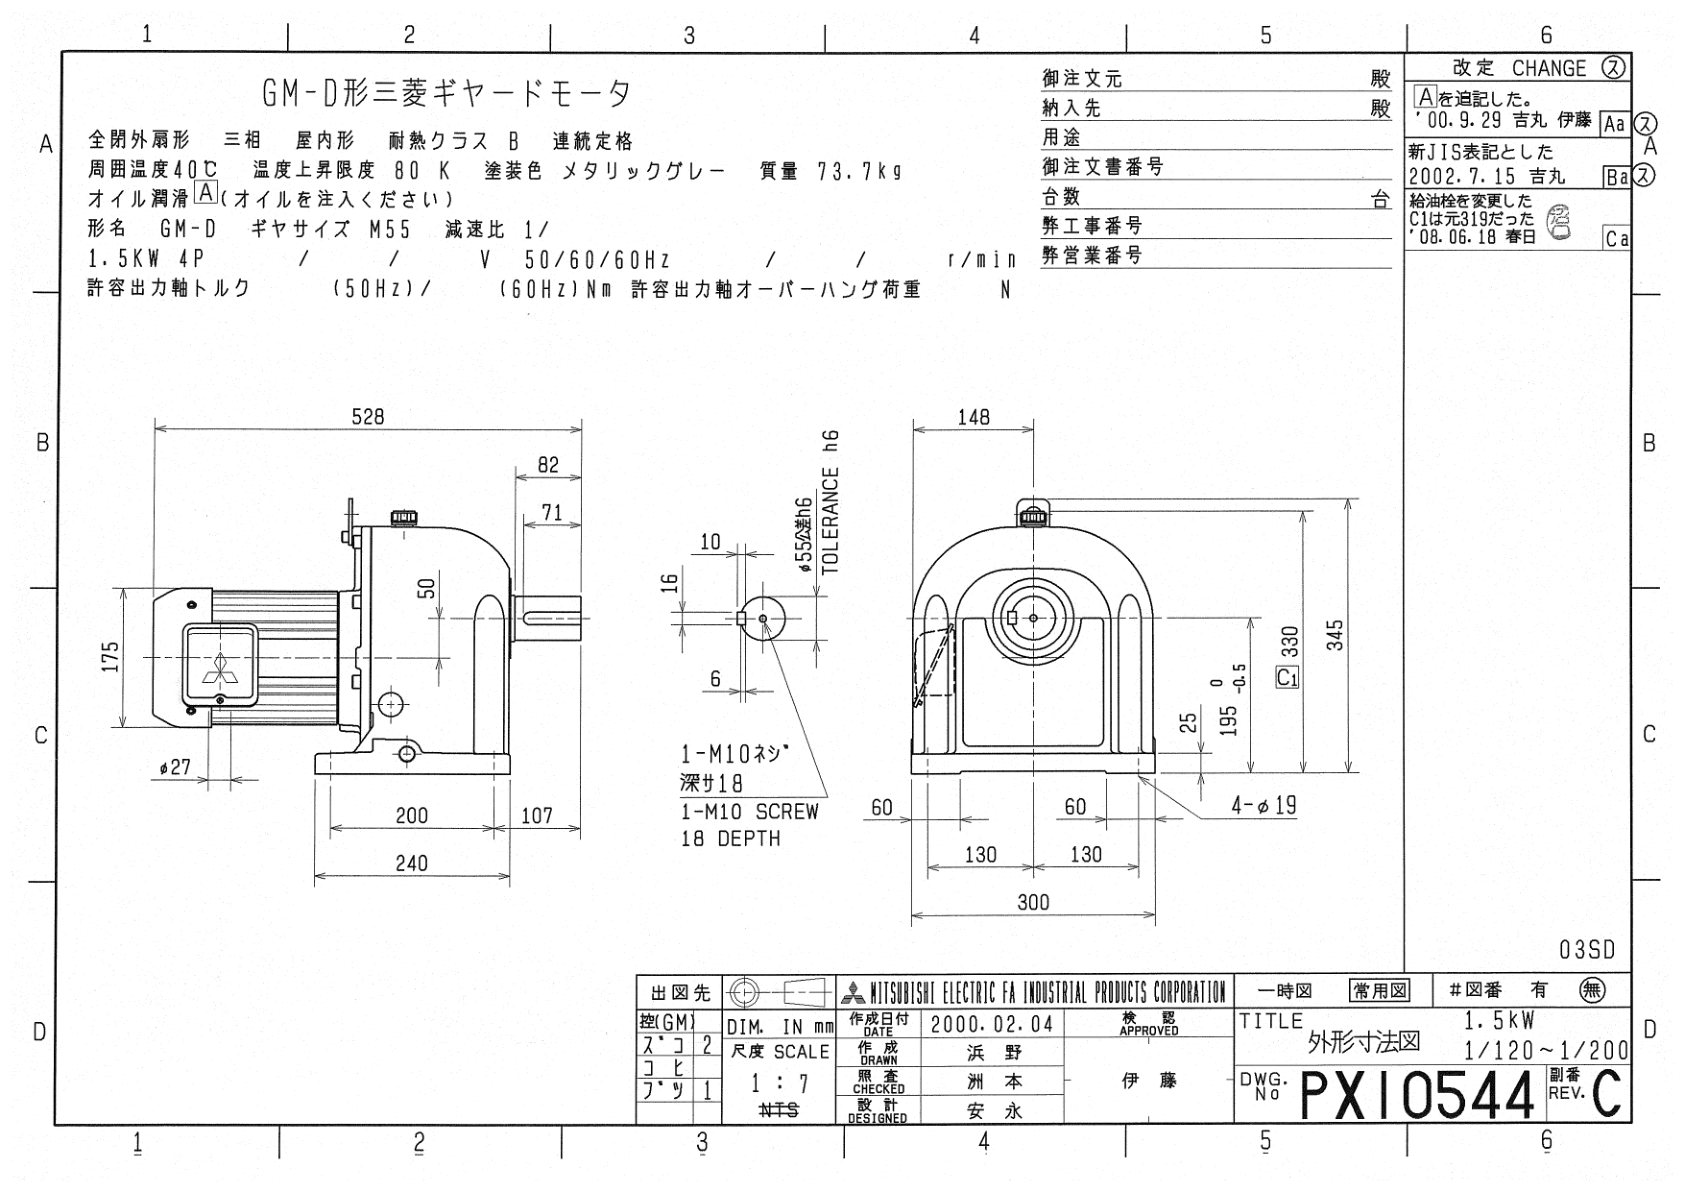 1 2 3 4 5 6
A
B
C
D
GM-D形三菱ギヤードモータ
全閉外扇形 三相 屋内形 耐熱クラス B 連続定格
周囲温度40℃ 温度上昇限度 80 K 塗装色 メタリックグレー 質量 73.7kg
オイル潤滑 A (オイルを注入ください)
形名 GM-D ギヤサイズ M55 減速比 1/
1.5KW 4P / / V 50/60/60Hz / / r/min
許容出力軸トルク (50Hz)/ (60Hz)Nm 許容出力軸オーバーハング荷重 N
御注文元 殿
納入先 殿
用途
御注文書番号
台数 台
弊工事番号
弊営業番号
改定 CHANGE ス
Aを追記した。
'00.9.29 吉丸 伊藤 Aa ス
新JIS表記とした
2002.7.15 吉丸 Ba ス
給油栓を変更した
C1は元319だった
'08.06.18 春日 Ca
A
B
C
D
528
82
71
50
175
φ27
200
107
240
10
16
6
φ55公差h6
TOLERANCE h6
1-M10ネジ
深サ18
1-M10 SCREW
18 DEPTH
148
345
330
C1
195 0 -0.5
25
60
60
4-φ19
130
130
300
03SD
出図先
控(GM)
ズコ 2
コヒ
ブツ 1
DIM. IN mm
尺度 SCALE
1 : 7
NTS
MITSUBISHI ELECTRIC FA INDUSTRIAL PRODUCTS CORPORATION
作成日付 DATE 2000.02.04
作成 DRAWN 浜野
照査 CHECKED 洲本
設計 DESIGNED 安永
検認 APPROVED
伊藤
一時図 常用図 #図番 有 無
TITLE 1.5kW
外形寸法図
1/120~1/200
DWG. No PX10544
副番 REV. C
1 2 3 4 5 6